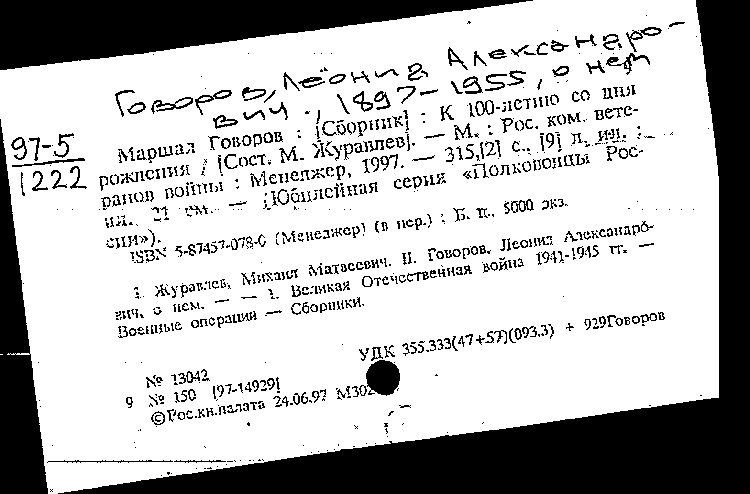 Говоров, Леонид Александро-
вич, 1897-1955, о нем
97-5
1222
Маршал Говоров : [Сборник] : К 100-летию со дня
рождения / [Сост. М. Журавлев]. — М. : Рос. ком. вете-
ранов войны : Менеджер, 1997. — 315,[2] с., [9] л. ил. :
ил. 21 см. — (Юбилейная серия «Полководцы Рос-
сии»).
ISBN 5-87457-078-0 (Менеджер) (в пер.) : Б. ц., 5000 экз.
1. Журавлев, Михаил Матвеевич. II. Говоров, Леонид Александро-
вич, о нем. — — 1. Великая Отечественная война 1941-1945 гг. —
Военные операции — Сборники.
УДК 355.333(47+57)(093.3) + 929Говоров
№ 13042
9 № 150 [97-14929]
©Рос.кн.палата 24.06.97 М302